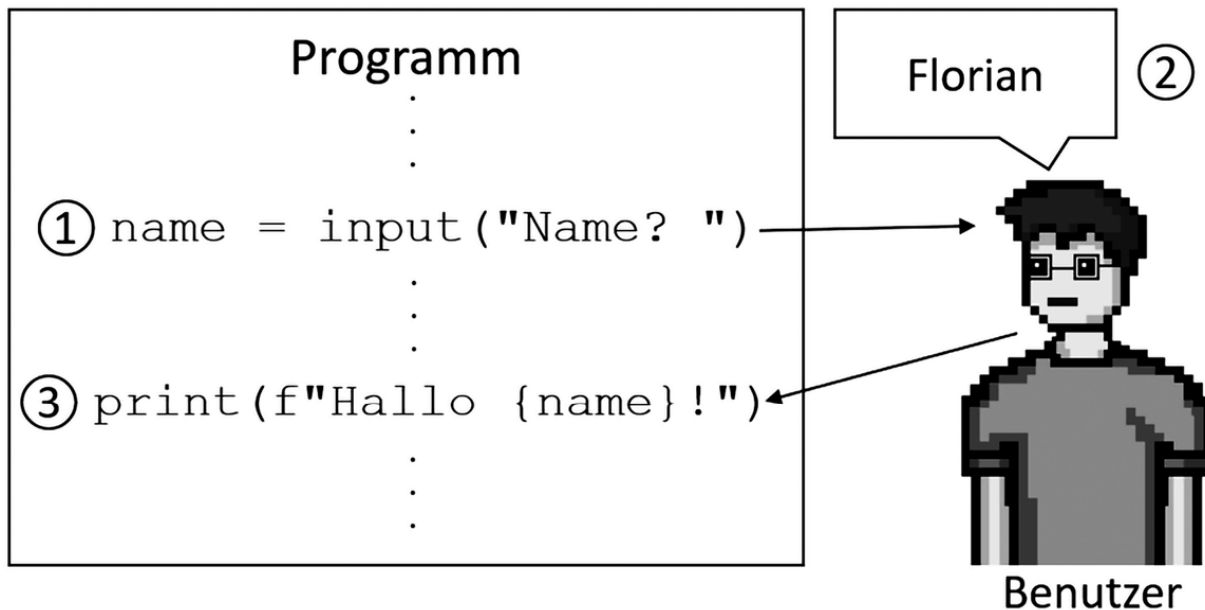 Programm
① name = input("Name? ")
③ print(f"Hallo {name}!")
Florian
②
Benutzer